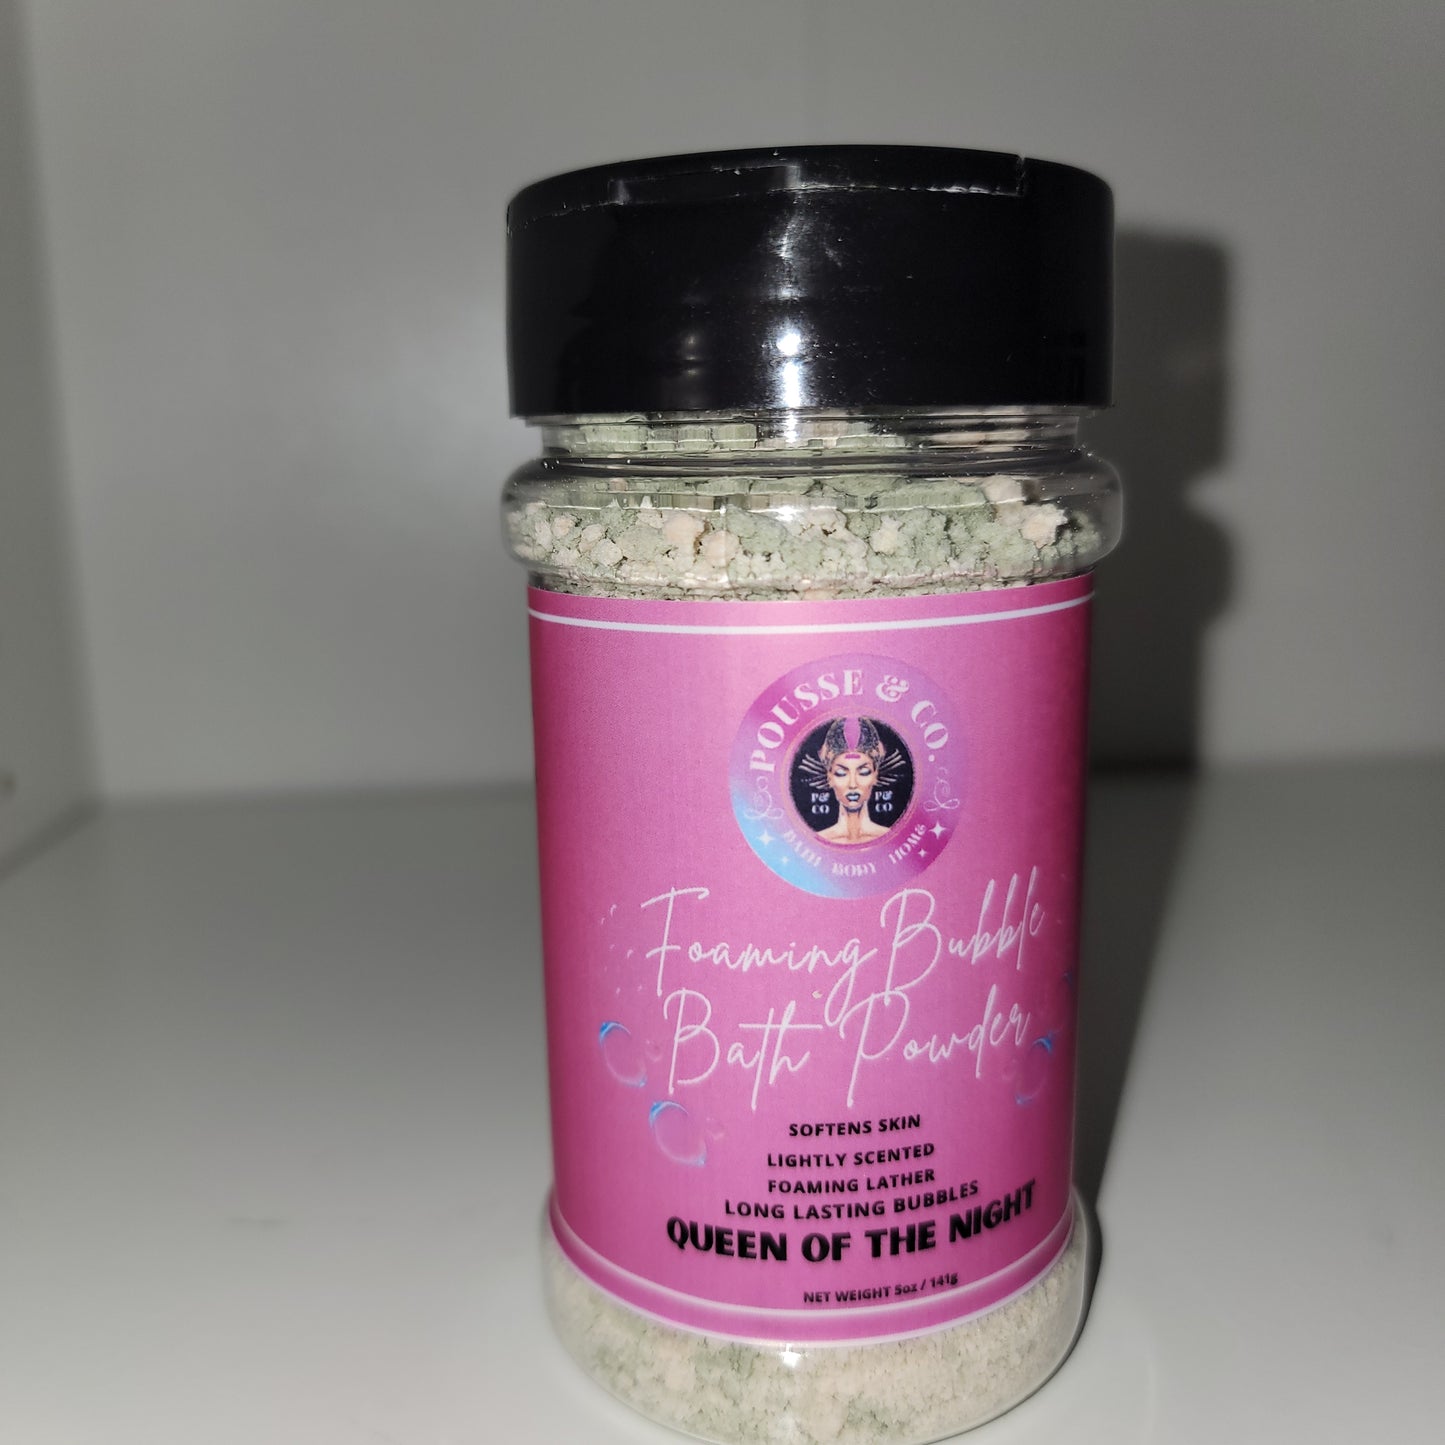 POUSSE & CO.
P& CO
P& CO
BATH BODY HOME
Foaming Bubble
Bath Powder
SOFTENS SKIN
LIGHTLY SCENTED
FOAMING LATHER
LONG LASTING BUBBLES
QUEEN OF THE NIGHT
NET WEIGHT 5oz / 141g